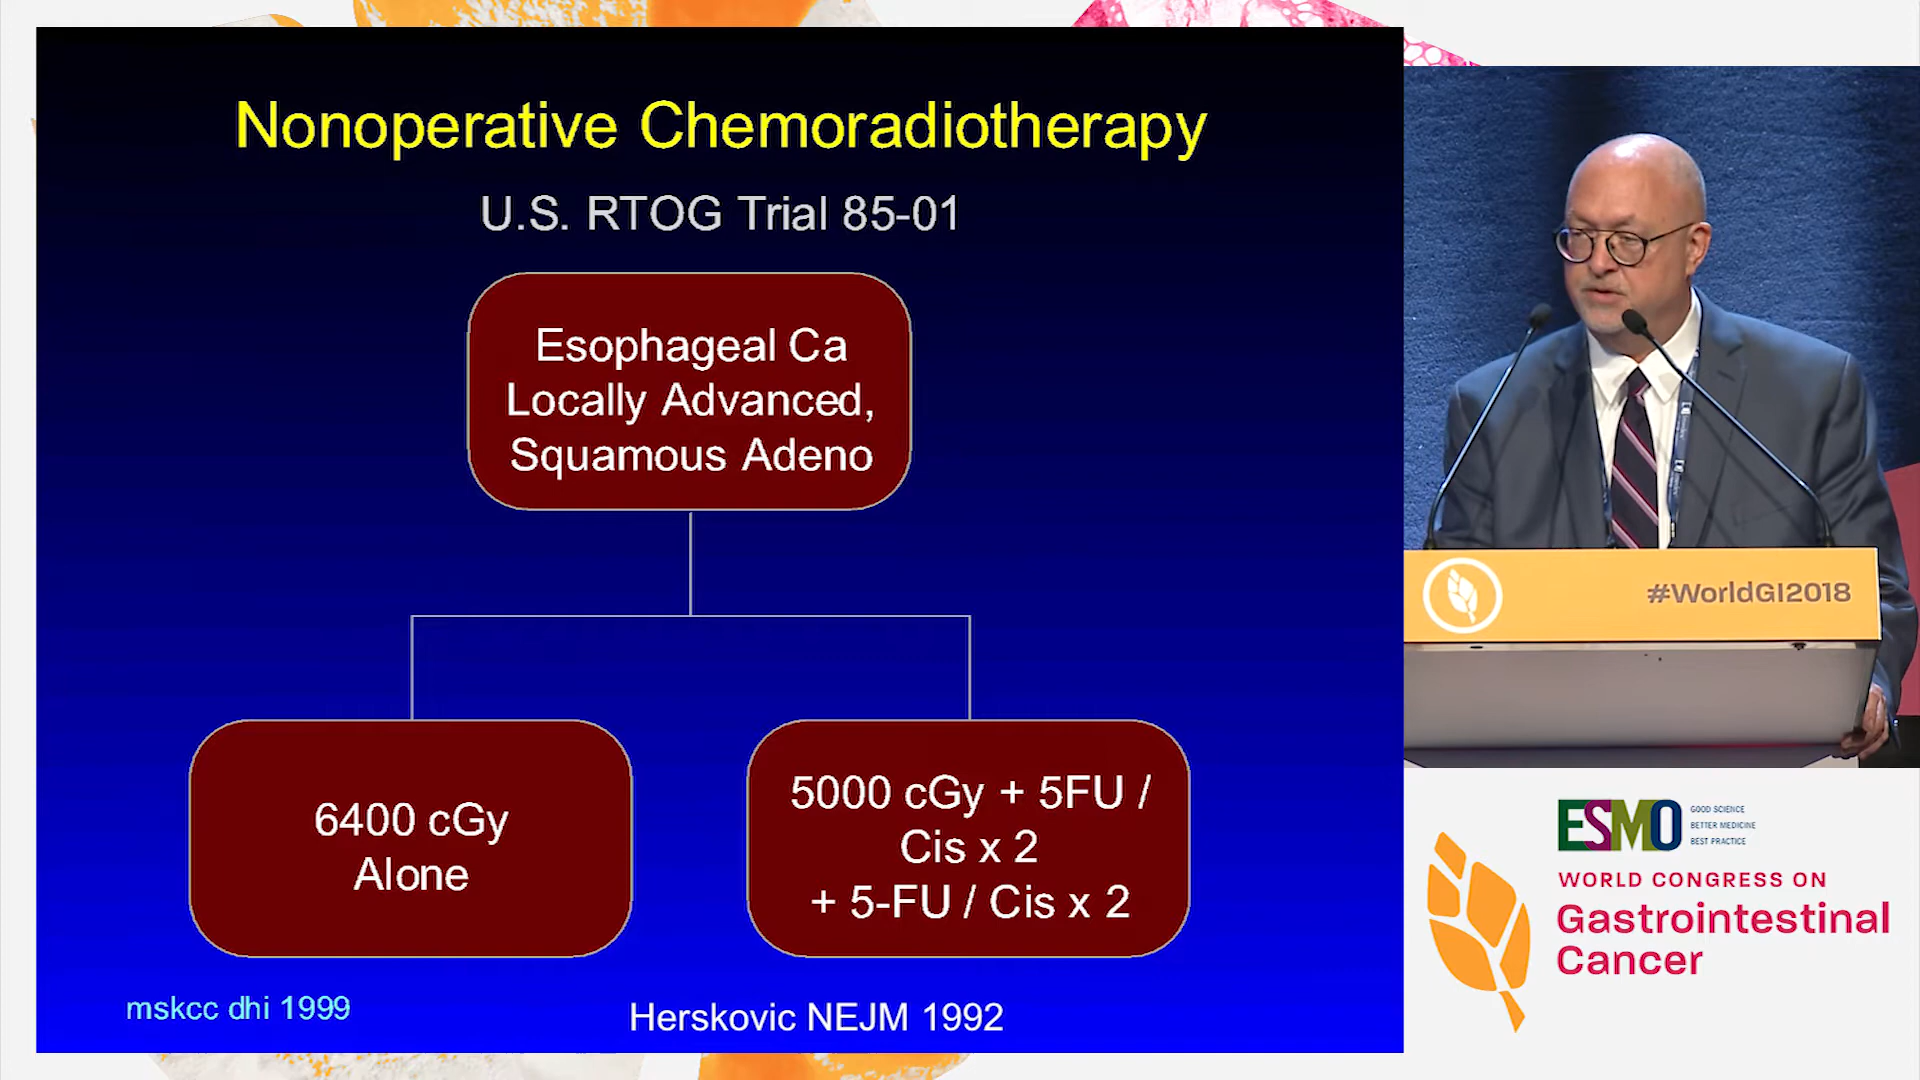 Nonoperative Chemoradiotherapy
U.S. RTOG Trial 85-01
Esophageal Ca
Locally Advanced,
Squamous Adeno
6400 cGy
Alone
5000 cGy + 5FU /
Cis x 2
+ 5-FU / Cis x 2
mskcc dhi 1999
Herskovic NEJM 1992
#WorldGI2018
ESMO
GOOD SCIENCE
BETTER MEDICINE
BEST PRACTICE
WORLD CONGRESS ON
Gastrointestinal
Cancer